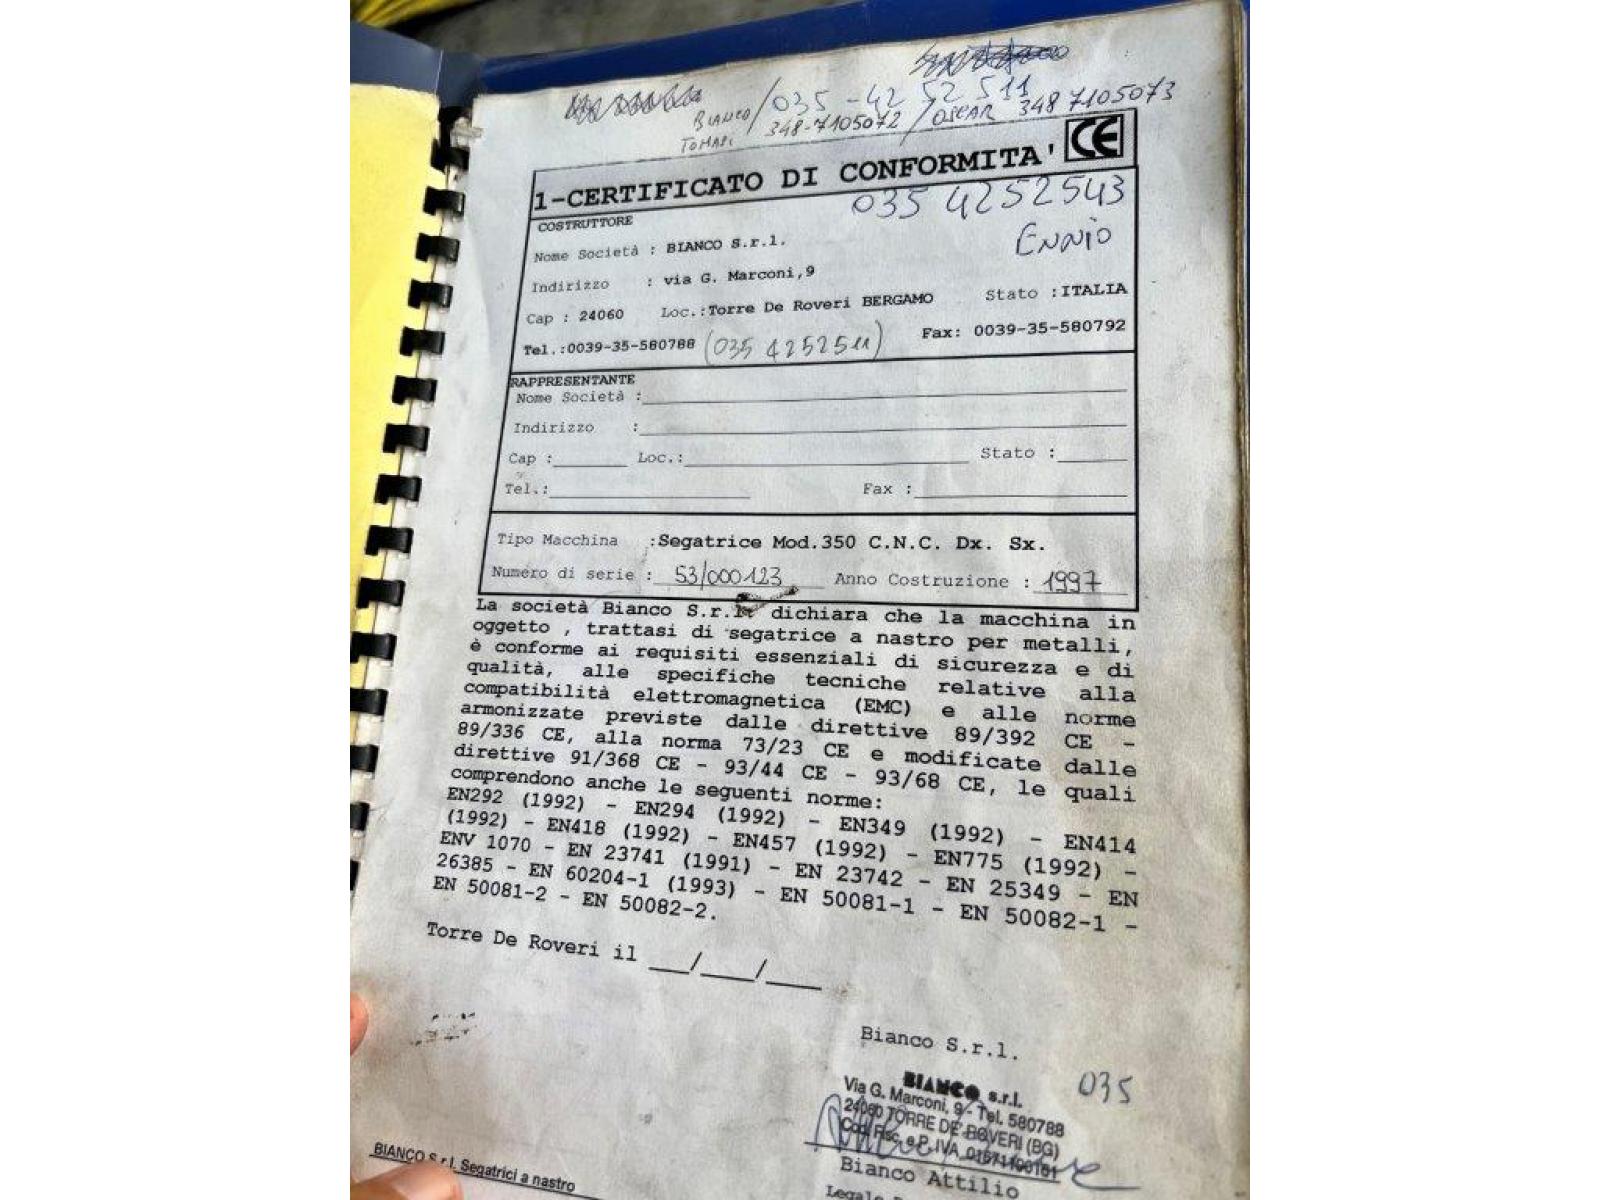 BIANCO / 035 - 42 52 511
348-7105072 / OSCAR 348 7105073
1-CERTIFICATO DI CONFORMITA' CE
035 4252543
COSTRUTTORE
ENNIO
Nome Società : BIANCO S.r.l.
Indirizzo : via G. Marconi,9
Cap : 24060 Loc.:Torre De Roveri BERGAMO Stato :ITALIA
Tel.:0039-35-580788 (035 4252511) Fax: 0039-35-580792
RAPPRESENTANTE
Nome Società :
Indirizzo :
Cap : Loc.: Stato :
Tel.: Fax :
Tipo Macchina :Segatrice Mod.350 C.N.C. Dx. Sx.
Numero di serie : 53/000123 Anno Costruzione : 1997
La società Bianco S.r.l. dichiara che la macchina in
oggetto , trattasi di segatrice a nastro per metalli,
è conforme ai requisiti essenziali di sicurezza e di
qualità, alle specifiche tecniche relative alla
compatibilità elettromagnetica (EMC) e alle norme
armonizzate previste dalle direttive 89/392 CE -
89/336 CE, alla norma 73/23 CE e modificate dalle
direttive 91/368 CE - 93/44 CE - 93/68 CE, le quali
comprendono anche le seguenti norme:
EN292 (1992) - EN294 (1992) - EN349 (1992) - EN414
(1992) - EN418 (1992) - EN457 (1992) - EN775 (1992) -
ENV 1070 - EN 23741 (1991) - EN 23742 - EN 25349 - EN
26385 - EN 60204-1 (1993) - EN 50081-1 - EN 50082-1 -
EN 50081-2 - EN 50082-2.
Torre De Roveri il ___/___/___
Bianco S.r.l.
BIANCO s.r.l.
035
Via G. Marconi, 9 - Tel. 580788
24060 TORRE DE' ROVERI (BG)
Cod. Fisc. e P. IVA
Bianco Attilio
Legale
BIANCO S.r.l. Segatrici a nastro